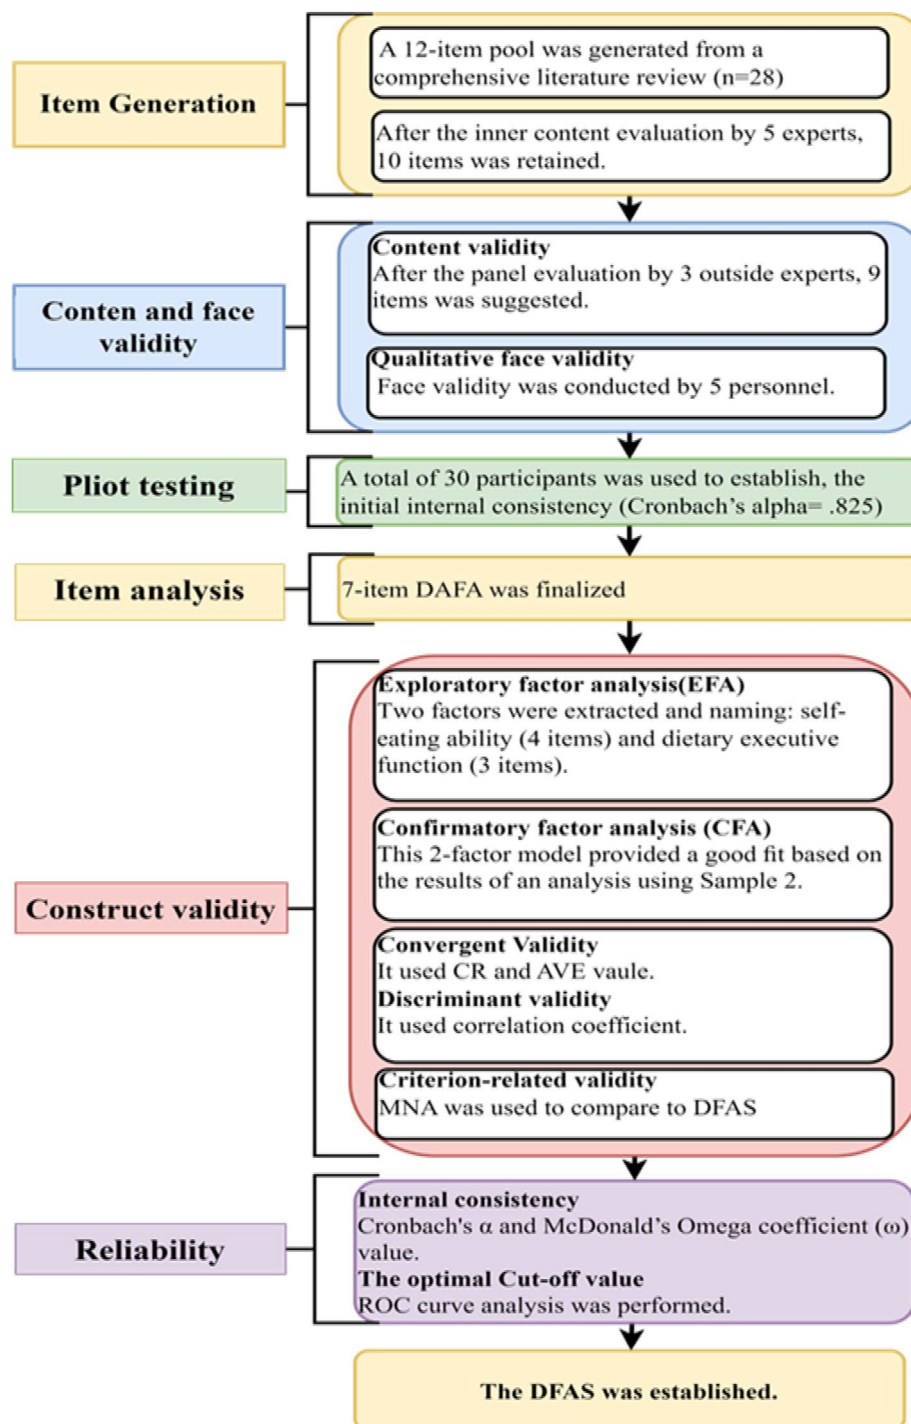 Item Generation
A 12-item pool was generated from a
comprehensive literature review (n=28)
After the inner content evaluation by 5 experts,
10 items was retained.
Conten and face
validity
Content validity
After the panel evaluation by 3 outside experts, 9
items was suggested.
Qualitative face validity
Face validity was conducted by 5 personnel.
Pliot testing
A total of 30 participants was used to establish, the
initial internal consistency (Cronbach’s alpha= .825)
Item analysis
7-item DAFA was finalized
Construct validity
Exploratory factor analysis(EFA)
Two factors were extracted and naming: self-
eating ability (4 items) and dietary executive
function (3 items).
Confirmatory factor analysis (CFA)
This 2-factor model provided a good fit based on
the results of an analysis using Sample 2.
Convergent Validity
It used CR and AVE vaule.
Discriminant validity
It used correlation coefficient.
Criterion-related validity
MNA was used to compare to DFAS
Reliability
Internal consistency
Cronbach's α and McDonald’s Omega coefficient (ω)
value.
The optimal Cut-off value
ROC curve analysis was performed.
The DFAS was established.